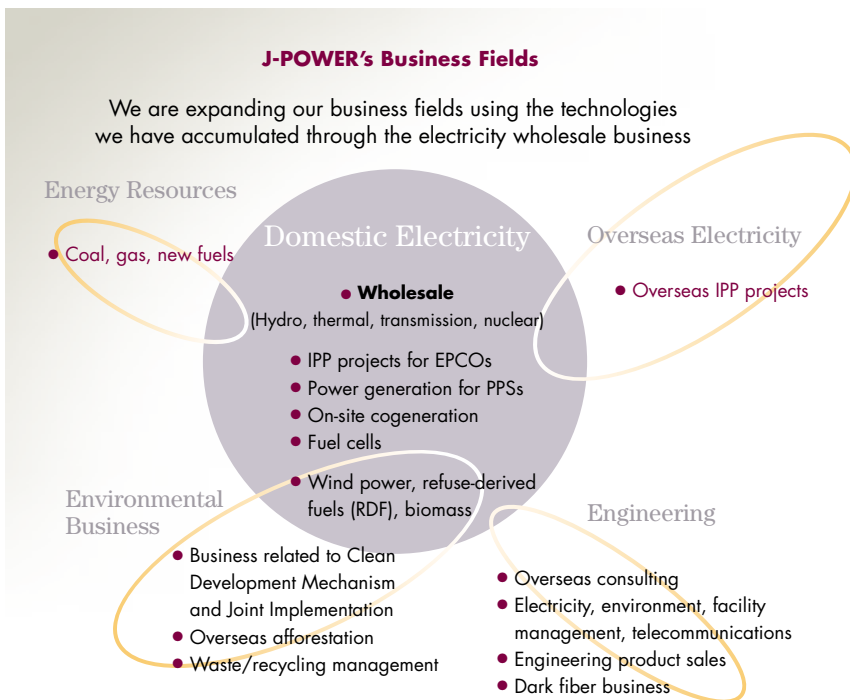 J-POWER's Business Fields
We are expanding our business fields using the technologies
we have accumulated through the electricity wholesale business
Energy Resources
• Coal, gas, new fuels
Domestic Electricity
• Wholesale
(Hydro, thermal, transmission, nuclear)
• IPP projects for EPCOs
• Power generation for PPSs
• On-site cogeneration
• Fuel cells
• Wind power, refuse-derived
fuels (RDF), biomass
Overseas Electricity
• Overseas IPP projects
Environmental
Business
• Business related to Clean
Development Mechanism
and Joint Implementation
• Overseas afforestation
• Waste/recycling management
Engineering
• Overseas consulting
• Electricity, environment, facility
management, telecommunications
• Engineering product sales
• Dark fiber business